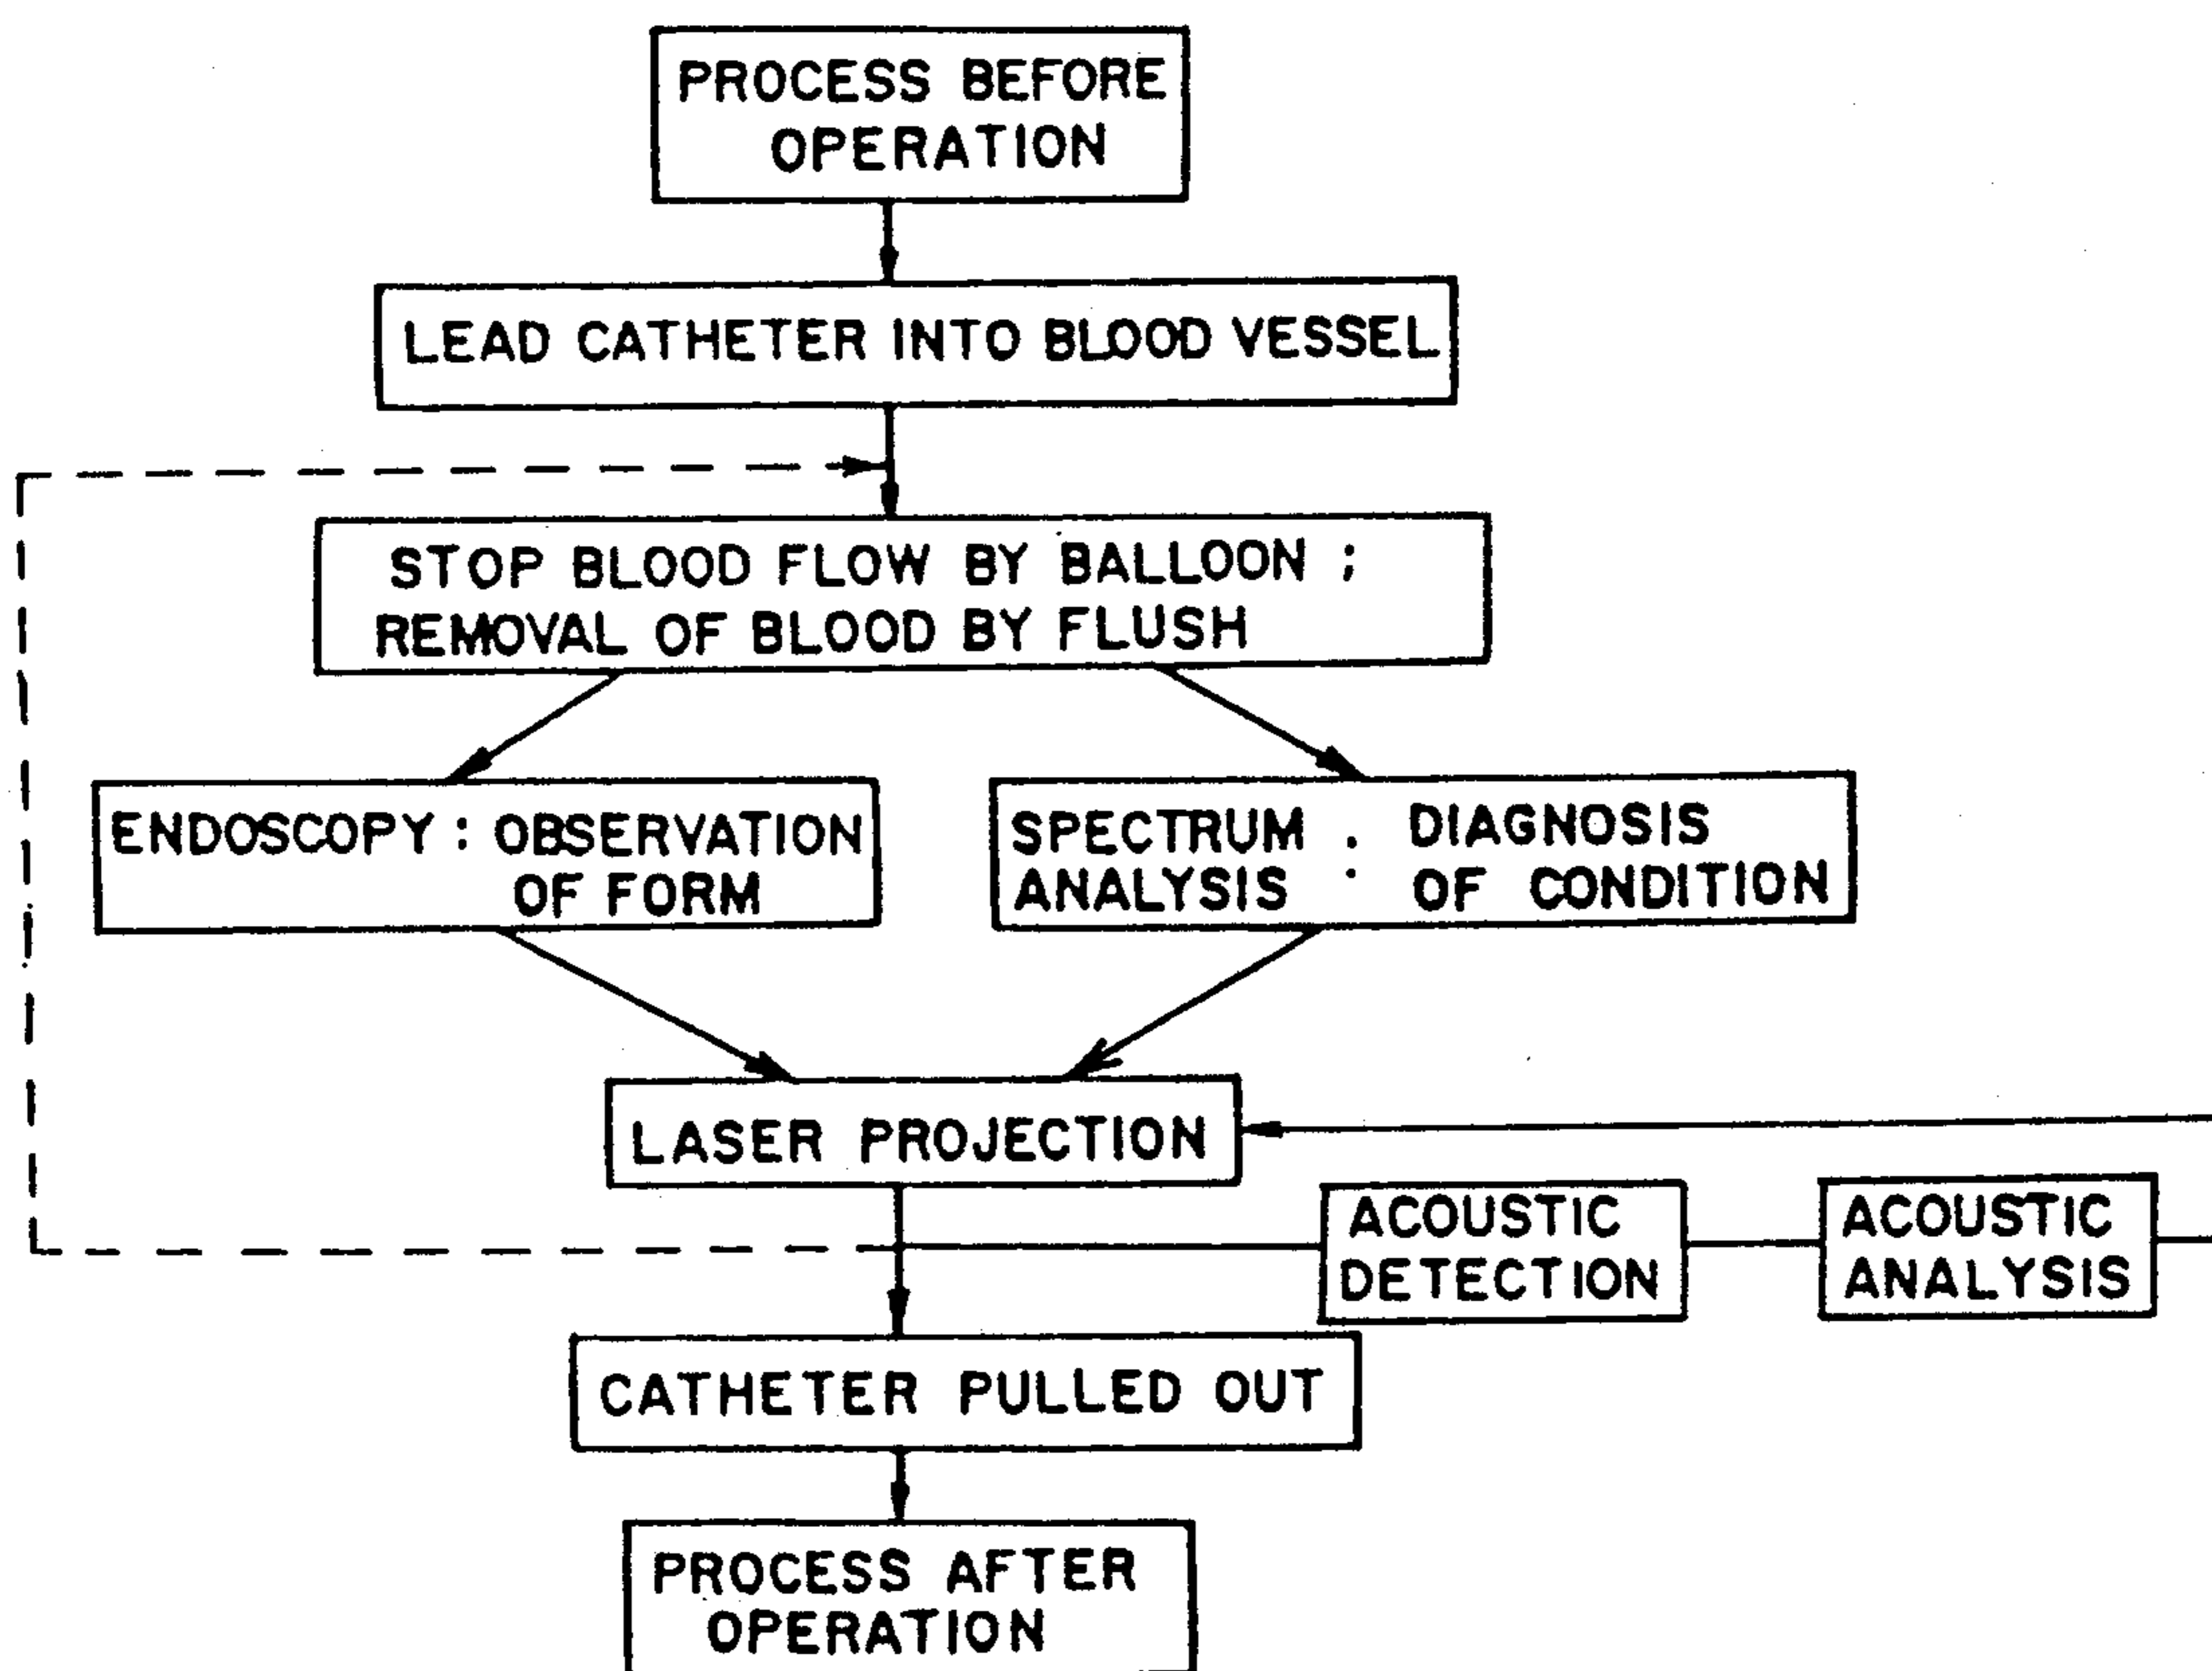 PROCESS BEFORE
OPERATION
LEAD CATHETER INTO BLOOD VESSEL
STOP BLOOD FLOW BY BALLOON ;
REMOVAL OF BLOOD BY FLUSH
ENDOSCOPY : OBSERVATION
OF FORM
SPECTRUM : DIAGNOSIS
ANALYSIS OF CONDITION
LASER PROJECTION
ACOUSTIC
DETECTION
ACOUSTIC
ANALYSIS
CATHETER PULLED OUT
PROCESS AFTER
OPERATION